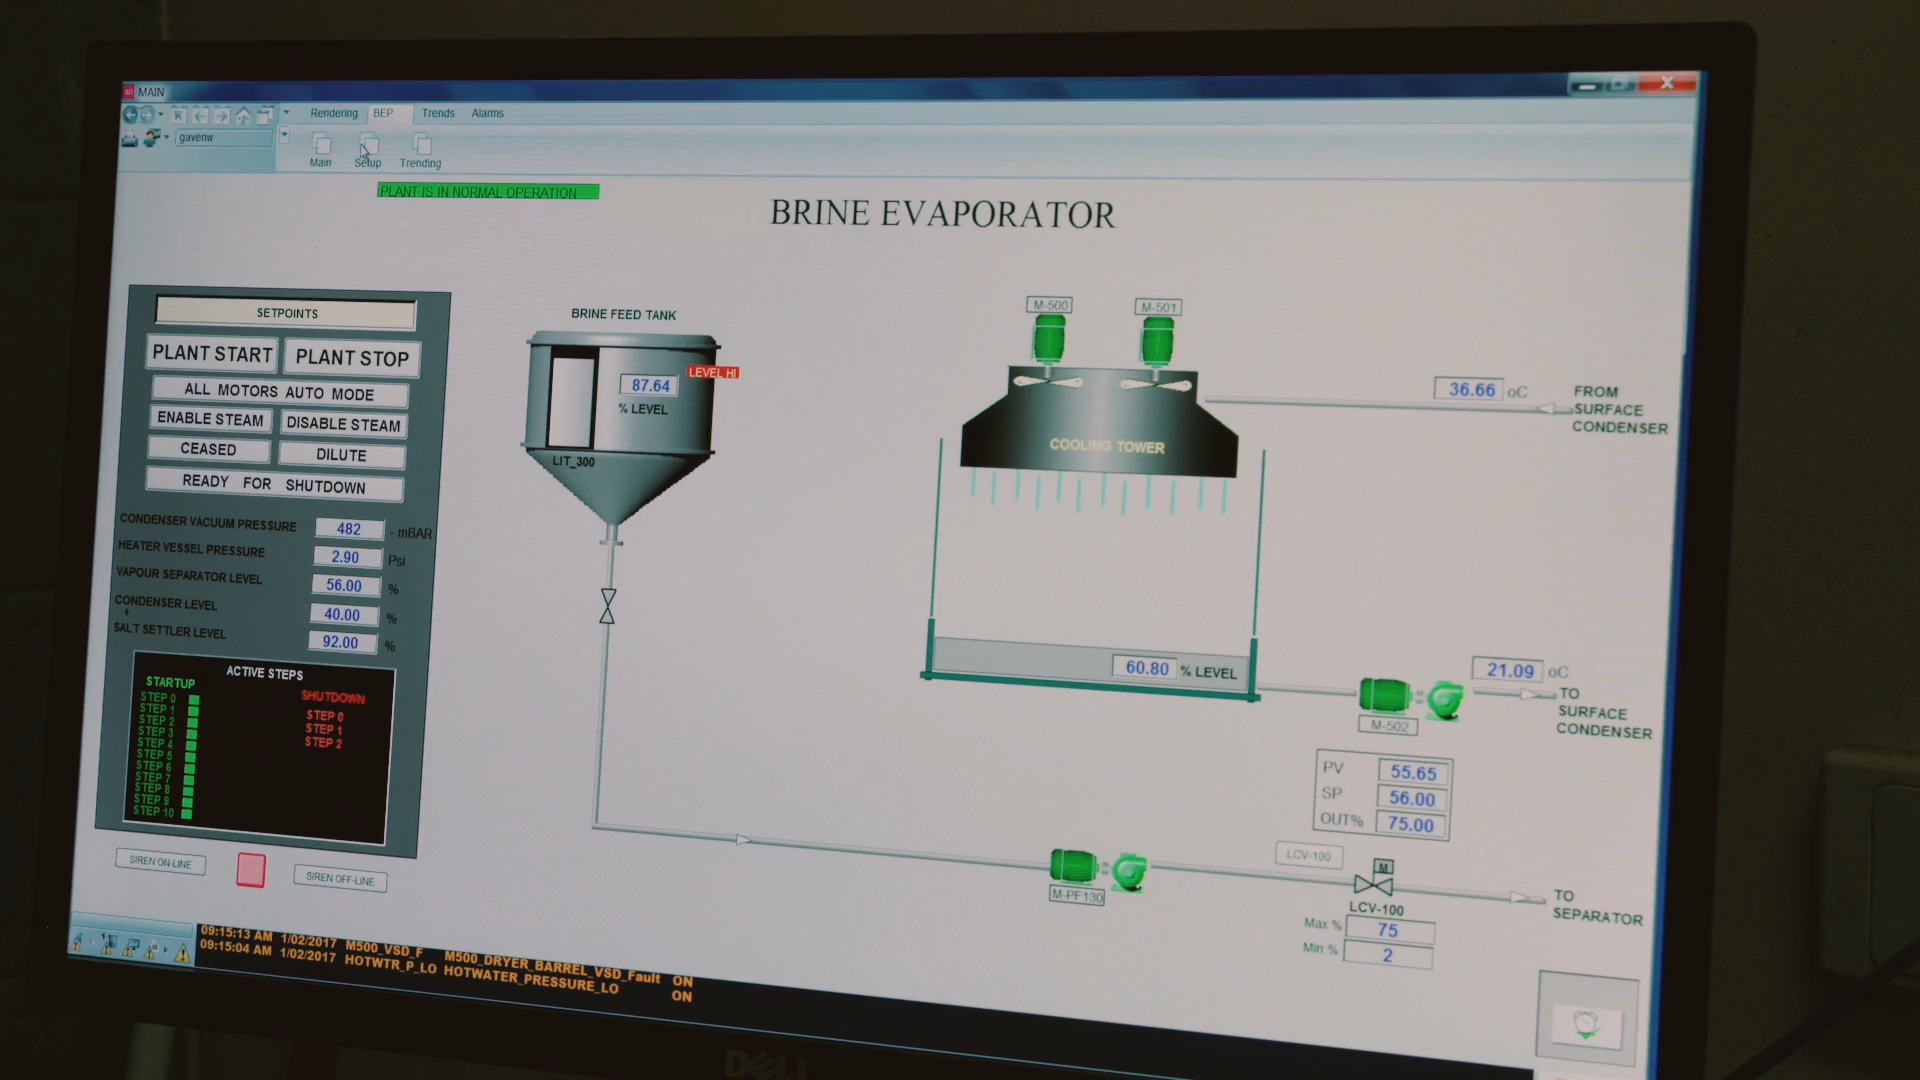 MAIN
Rendering BEP Trends Alarms
gavenw
Main Setup Trending
PLANT IS IN NORMAL OPERATION
BRINE EVAPORATOR
SETPOINTS
PLANT START PLANT STOP
ALL MOTORS AUTO MODE
ENABLE STEAM DISABLE STEAM
CEASED DILUTE
READY FOR SHUTDOWN
CONDENSER VACUUM PRESSURE 482 - mBAR
HEATER VESSEL PRESSURE 2.90 Psi
VAPOUR SEPARATOR LEVEL 56.00 %
CONDENSER LEVEL 40.00 %
SALT SETTLER LEVEL 92.00 %
ACTIVE STEPS
STARTUP SHUTDOWN
STEP 0
STEP 1
STEP 2
STEP 3
STEP 4
STEP 5
STEP 6
STEP 7
STEP 8
STEP 9
STEP 10
STEP 0
STEP 1
STEP 2
SIREN ON-LINE SIREN OFF-LINE
BRINE FEED TANK
LEVEL HI
87.64
% LEVEL
LIT_300
M-500 M-501
COOLING TOWER
36.66 oC
FROM
SURFACE
CONDENSER
60.80 % LEVEL
M-502
21.09 oC
TO
SURFACE
CONDENSER
PV 55.65
SP 56.00
OUT% 75.00
M-PF130
LCV-100
M
LCV-100
Max % 75
Min % 2
TO
SEPARATOR
09:15:13 AM 1/02/2017 M500_VSD_F M500_DRYER_BARREL_VSD_Fault ON
09:15:04 AM 1/02/2017 HOTWTR_P_LO HOTWATER_PRESSURE_LO ON
DELL